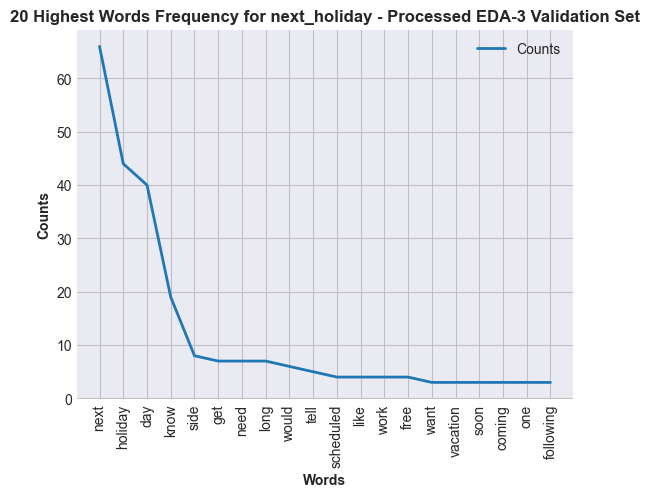 20 Highest Words Frequency for next_holiday - Processed EDA-3 Validation Set
Counts
Counts
60
50
40
30
20
10
0
next
holiday
day
know
side
get
need
long
would
tell
scheduled
like
work
free
want
vacation
soon
coming
one
following
Words